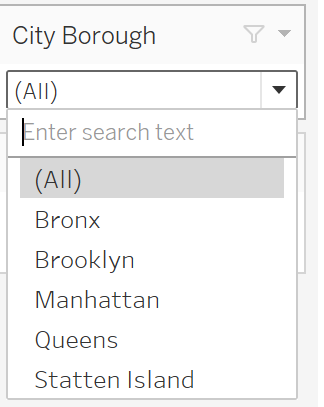 City Borough
(All)
Enter search text
(All)
Bronx
Brooklyn
Manhattan
Queens
Statten Island